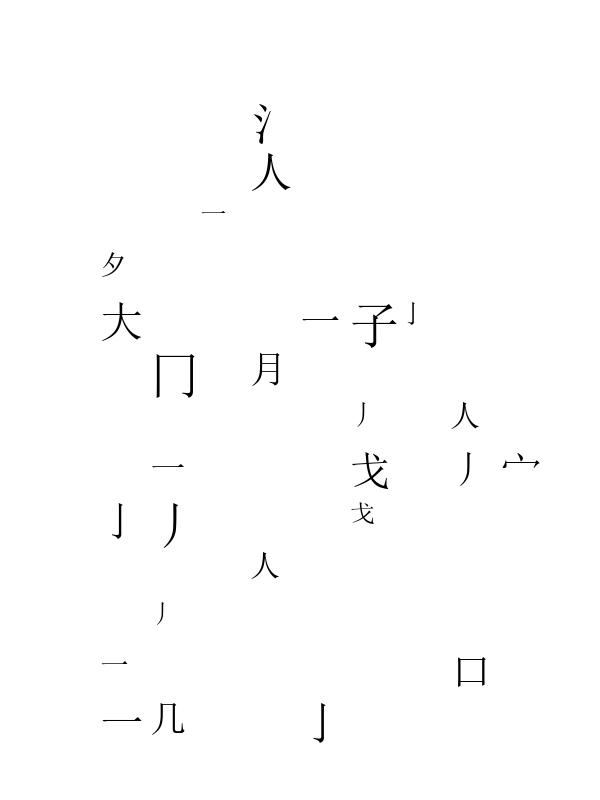 氵
人
一
夕
大 一 子 亅
冂 月
丿 人
一 戈 丿 宀
亅 丿 戈
人
丿
一 口
一 几 亅